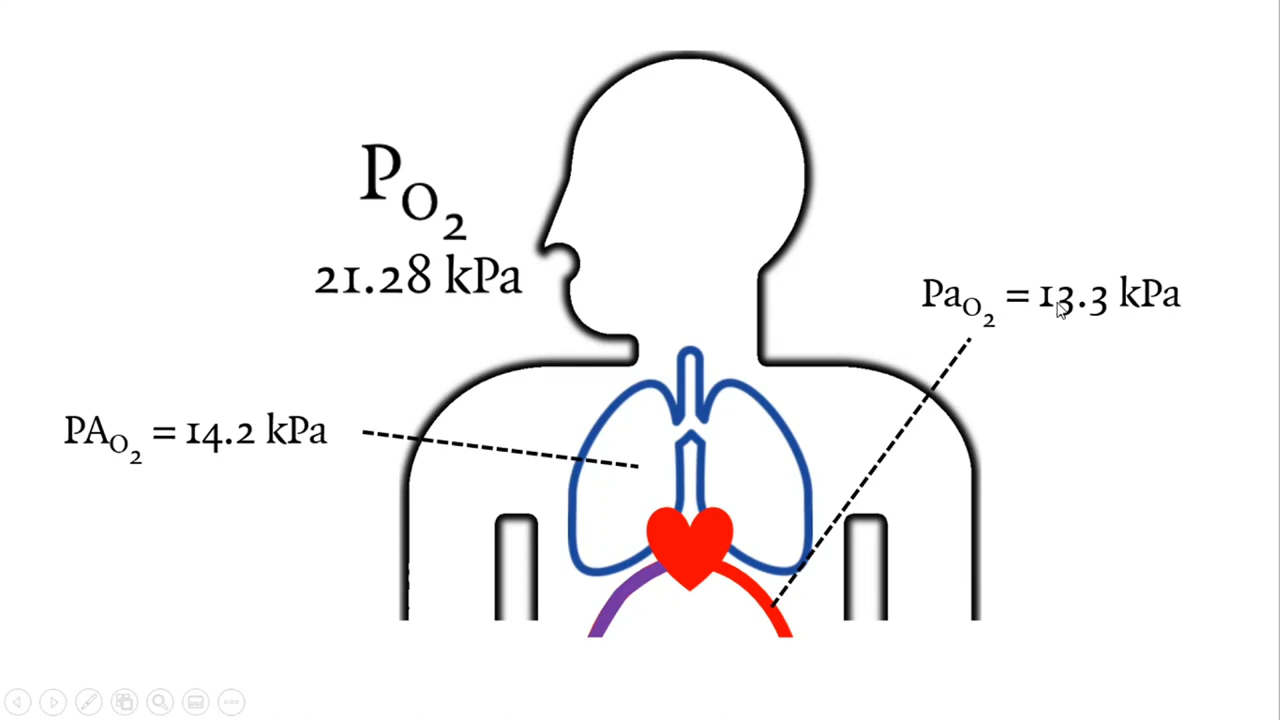 PO2
21.28 kPa
PaO2 = 13.3 kPa
PAO2 = 14.2 kPa